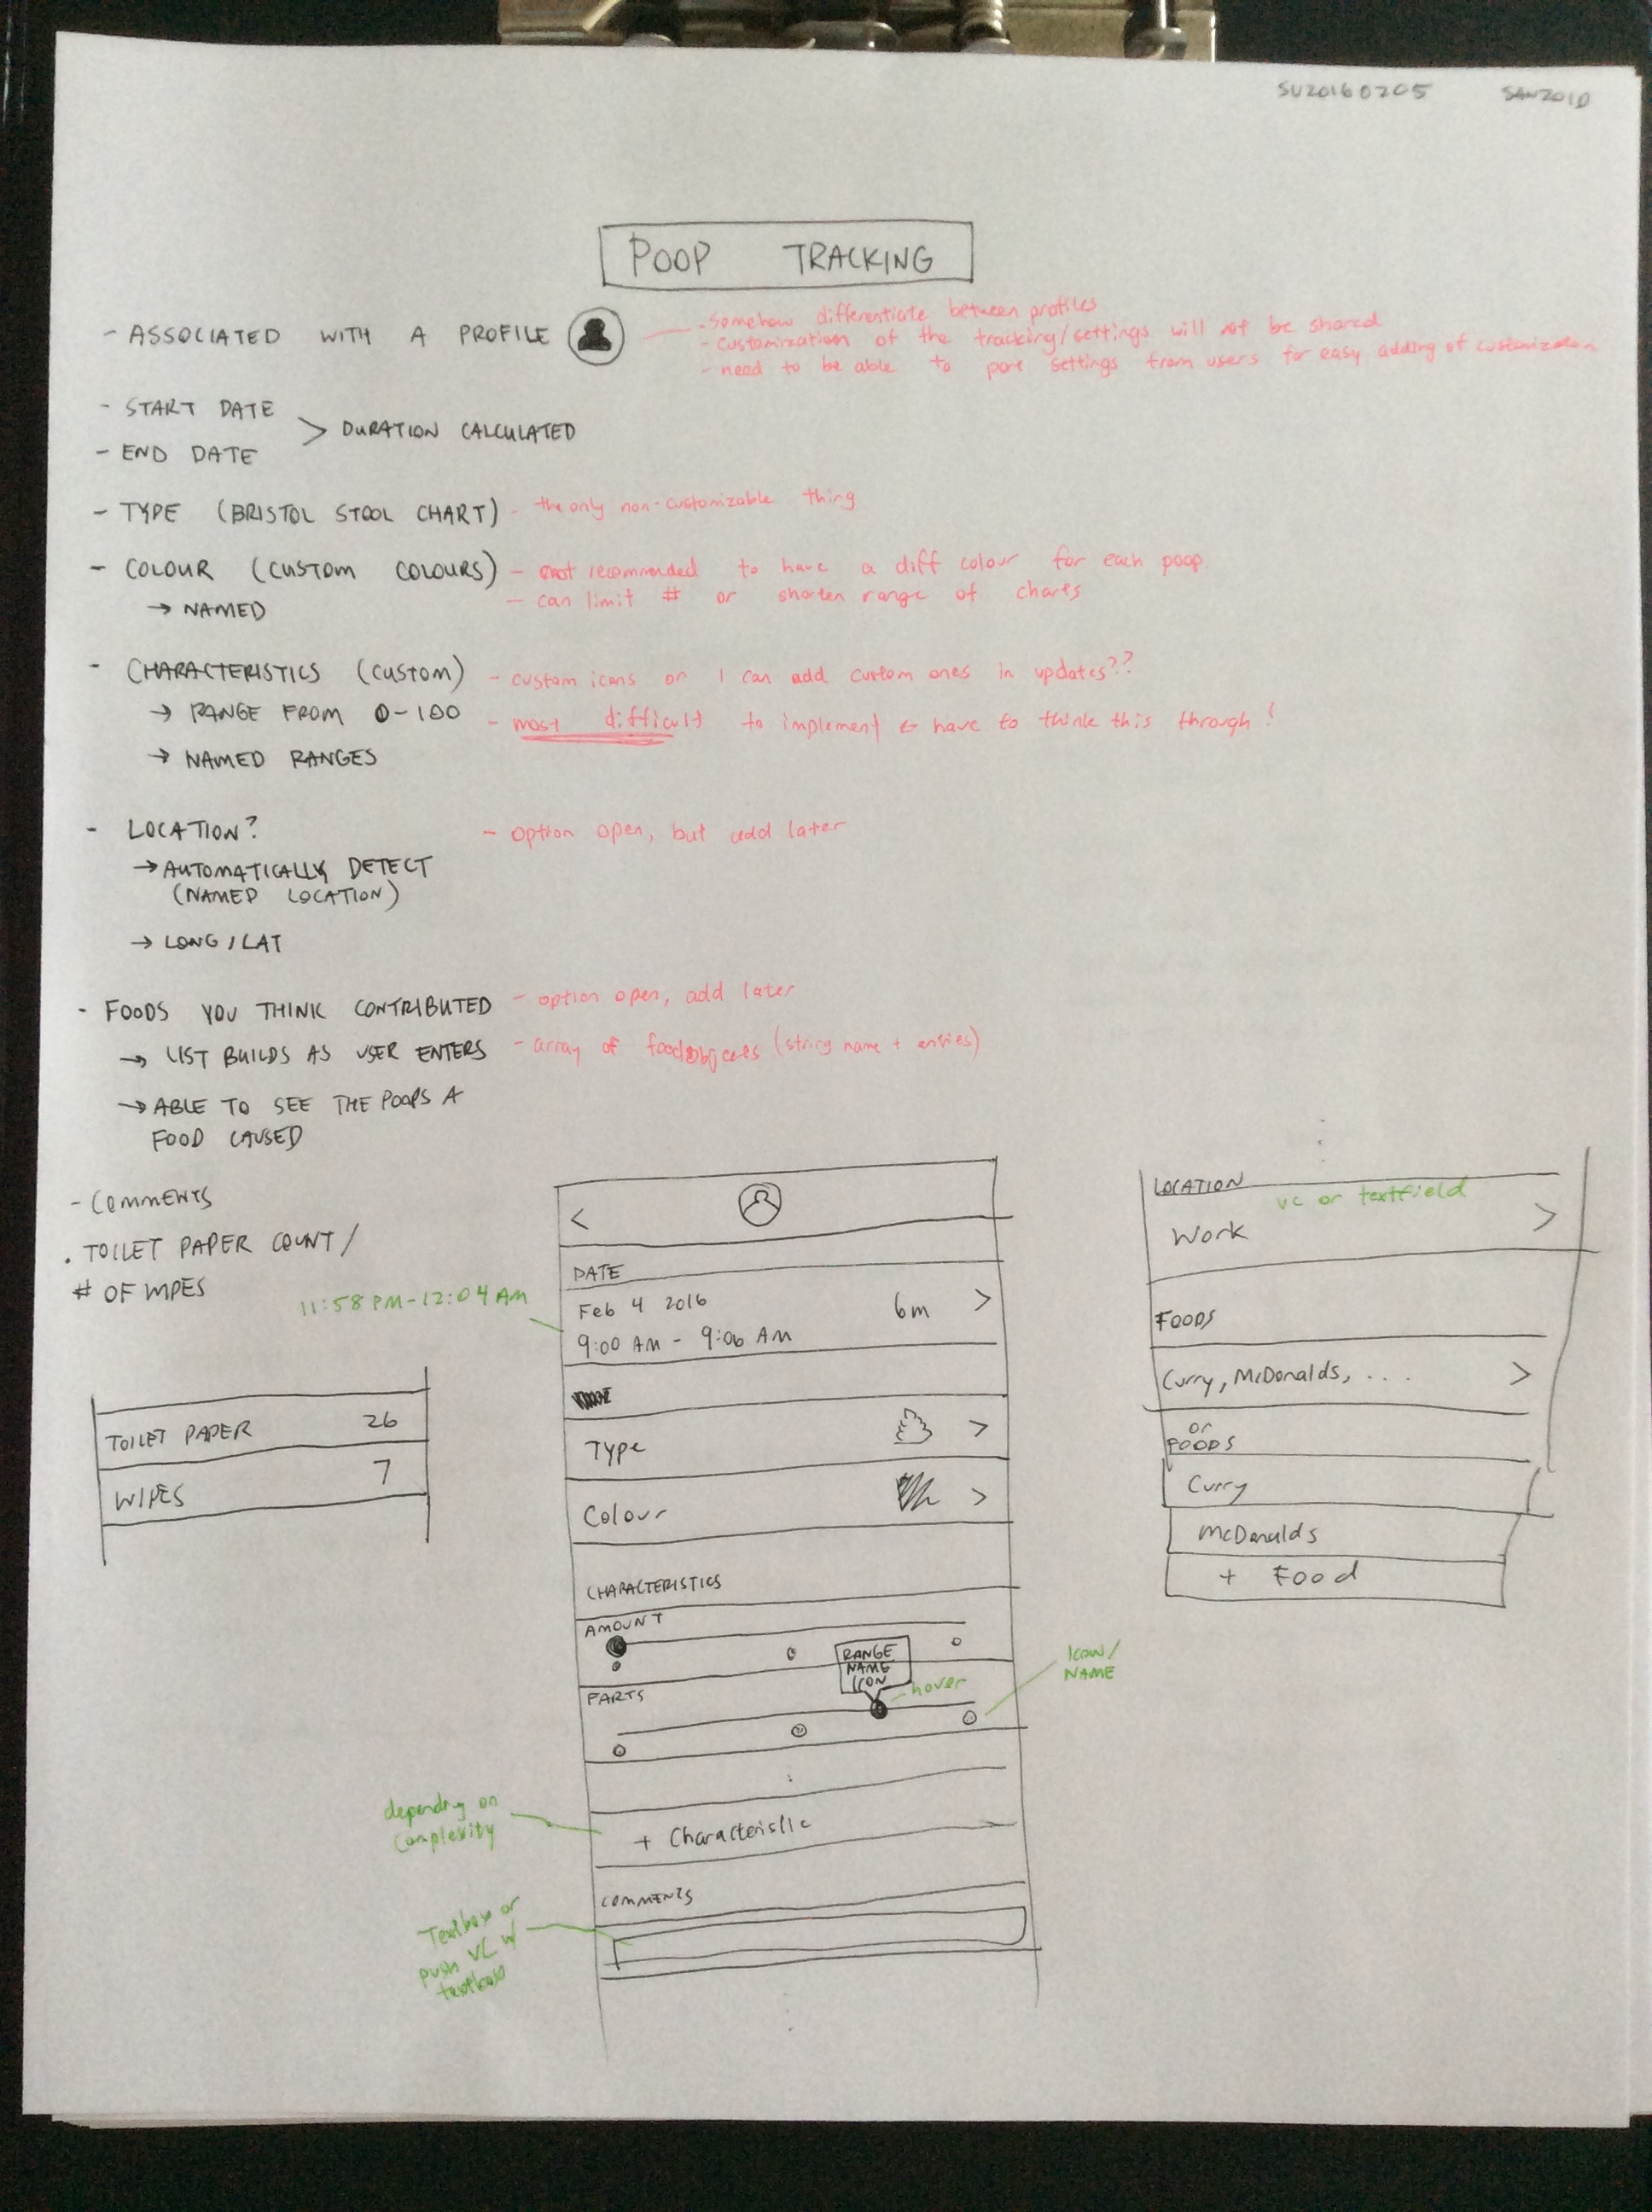 SU20160205 SANZOID
POOP TRACKING
- ASSOCIATED WITH A PROFILE
- Somehow differentiate between profiles
- customization of the tracking/settings will not be shared
- need to be able to port settings from users for easy adding of customization
- START DATE
- END DATE
> DURATION CALCULATED
- TYPE (BRISTOL STOOL CHART) - the only non-customizable thing
- COLOUR (CUSTOM COLOURS) - not recommended to have a diff colour for each poop
→ NAMED
- can limit # or shorten range of charts
- CHARACTERISTICS (CUSTOM) - custom icons or I can add custom ones in updates??
→ RANGE FROM 0-100 - most difficult to implement & have to think this through!
→ NAMED RANGES
- LOCATION? - option open, but add later
→ AUTOMATICALLY DETECT
(NAMED LOCATION)
→ LONG/LAT
- FOODS YOU THINK CONTRIBUTED - option open, add later
→ LIST BUILDS AS USER ENTERS - array of food objects (string name + entries)
→ ABLE TO SEE THE POOPS A
FOOD CAUSED
- COMMENTS
. TOILET PAPER COUNT /
# OF WIPES
TOILET PAPER 26
WIPES 7
<
DATE
Feb 4 2016
9:00 AM - 9:06 AM
6m >
11:58 PM-12:04 AM
Type >
Colour >
CHARACTERISTICS
AMOUNT
FARTS
RANGE
NAME
ICON
hover
ICON/
NAME
+ Characteristic
depending on
complexity
COMMENTS
Textbox or
push VC w/
textbox
LOCATION
vc or textfield
Work >
FOODS
Curry, McDonalds, ... >
or
FOODS
Curry
McDonalds
+ Food